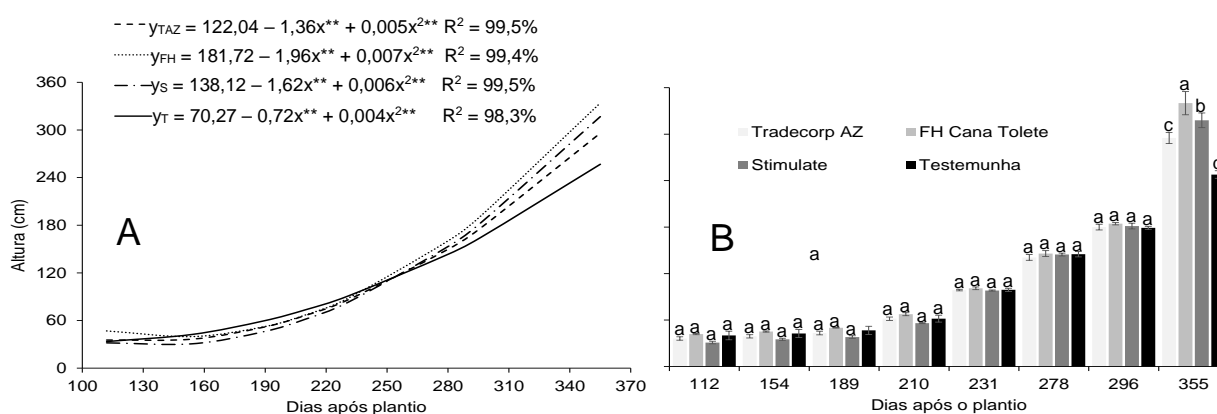 y_TAZ = 122,04 – 1,36x** + 0,005x²** R² = 99,5%
y_FH = 181,72 – 1,96x** + 0,007x²** R² = 99,4%
y_S = 138,12 – 1,62x** + 0,006x²** R² = 99,5%
y_T = 70,27 – 0,72x** + 0,004x²** R² = 98,3%
360
300
240
180
120
60
0
Altura (cm)
A
100 130 160 190 220 250 280 310 340 370
Dias após plantio
Tradecorp AZ FH Cana Tolete
Stimulate Testemunha
B
a
a a a a
a a a a
a a a a
a a a a
a a a a
a a a a
a a a a
c a b
112 154 189 210 231 278 296 355
Dias após o plantio